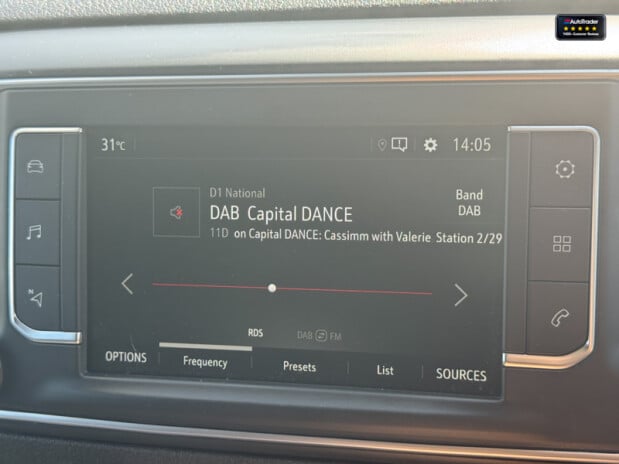 AutoTrader
31°C
14:05
D1 National
Band
DAB Capital DANCE
DAB
11D on Capital DANCE: Cassimm with Valerie Station 2/29
N
RDS
DAB FM
OPTIONS
Frequency
Presets
List
SOURCES